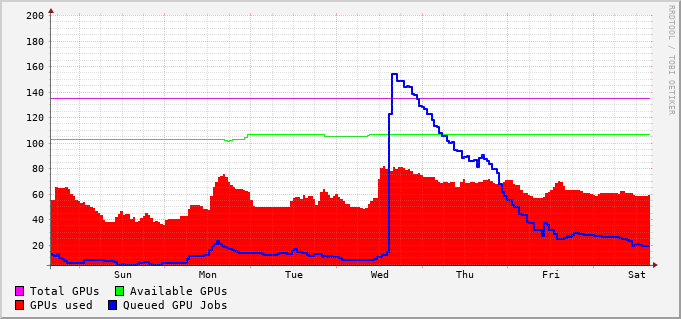 RRDTOOL / TOBI OETIKER
200
180
160
140
120
100
80
60
40
20
Sun Mon Tue Wed Thu Fri Sat
Total GPUs Available GPUs
GPUs used Queued GPU Jobs